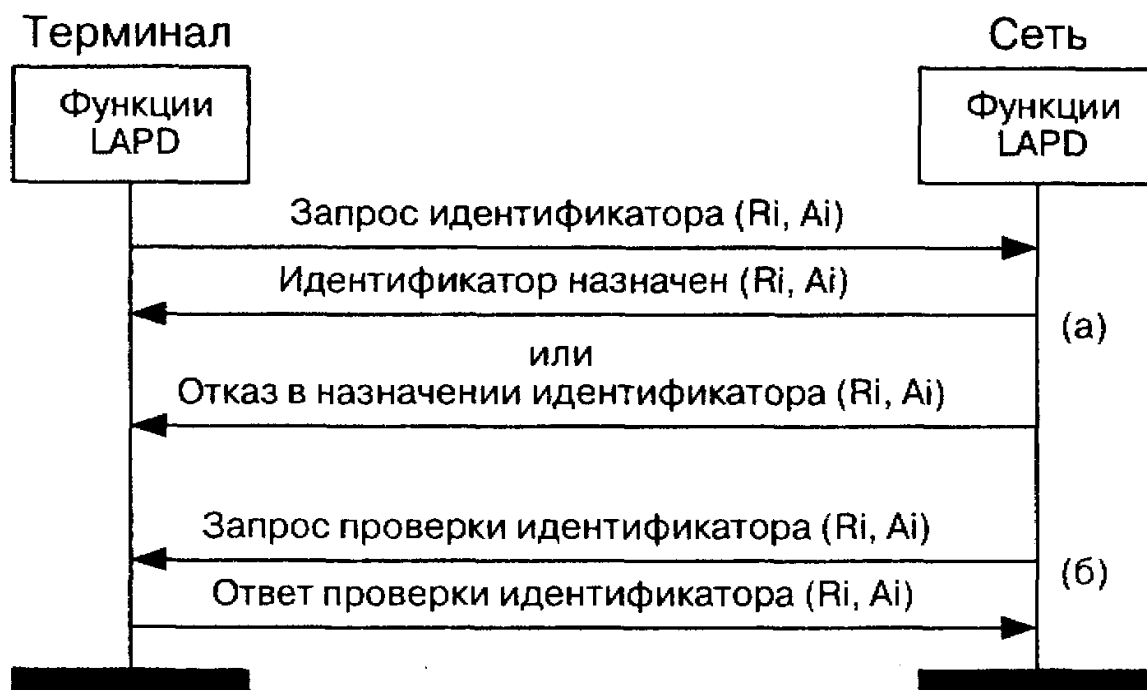 Терминал
Сеть
Функции
LAPD
Функции
LAPD
Запрос идентификатора (Ri, Ai)
Идентификатор назначен (Ri, Ai)
(а)
или
Отказ в назначении идентификатора (Ri, Ai)
Запрос проверки идентификатора (Ri, Ai)
(б)
Ответ проверки идентификатора (Ri, Ai)